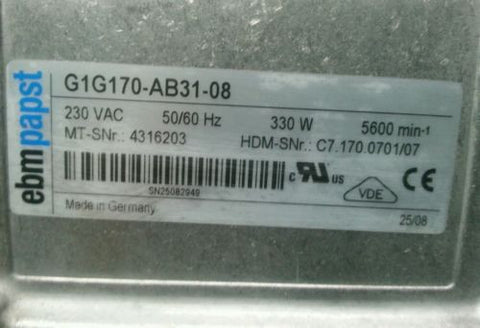 ebmpapst
G1G170-AB31-08
230 VAC 50/60 Hz 330 W 5600 min-1
MT-SNr.: 4316203 HDM-SNr.: C7.170.0701/07
SN25082949
c UL us
VDE
CE
Made in Germany
25/08